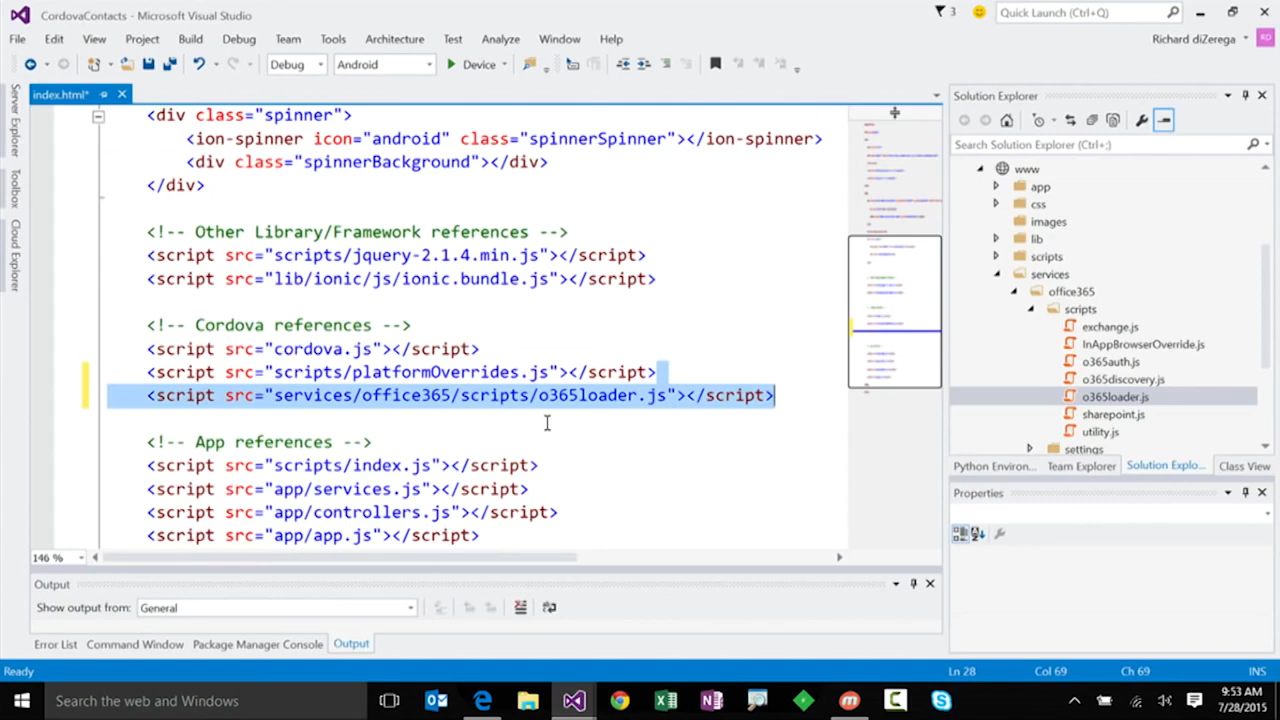 CordovaContacts - Microsoft Visual Studio
3
Quick Launch (Ctrl+Q)
File Edit View Project Build Debug Team Tools Architecture Test Analyze Window Help
Richard diZerega
RD
Debug Android Device
index.html*
Server Explorer
Toolbox
Cloud Explorer
<div class="spinner">
<ion-spinner icon="android" class="spinnerSpinner"></ion-spinner>
<div class="spinnerBackground"></div>
</div>
<!-- Other Library/Framework references -->
<script src="scripts/jquery-2.1.4.min.js"></script>
<script src="lib/ionic/js/ionic.bundle.js"></script>
<!-- Cordova references -->
<script src="cordova.js"></script>
<script src="scripts/platformOverrides.js"></script>
<script src="services/office365/scripts/o365loader.js"></script>
<!-- App references -->
<script src="scripts/index.js"></script>
<script src="app/services.js"></script>
<script src="app/controllers.js"></script>
<script src="app/app.js"></script>
146 %
Solution Explorer
Search Solution Explorer (Ctrl+;)
www
app
css
images
lib
scripts
services
office365
scripts
exchange.js
InAppBrowserOverride.js
o365auth.js
o365discovery.js
o365loader.js
sharepoint.js
utility.js
settings
Python Environ... Team Explorer Solution Explo... Class View
Properties
Output
Show output from: General
Error List Command Window Package Manager Console Output
Ready Ln 28 Col 69 Ch 69 INS
Search the web and Windows
9:53 AM
7/28/2015